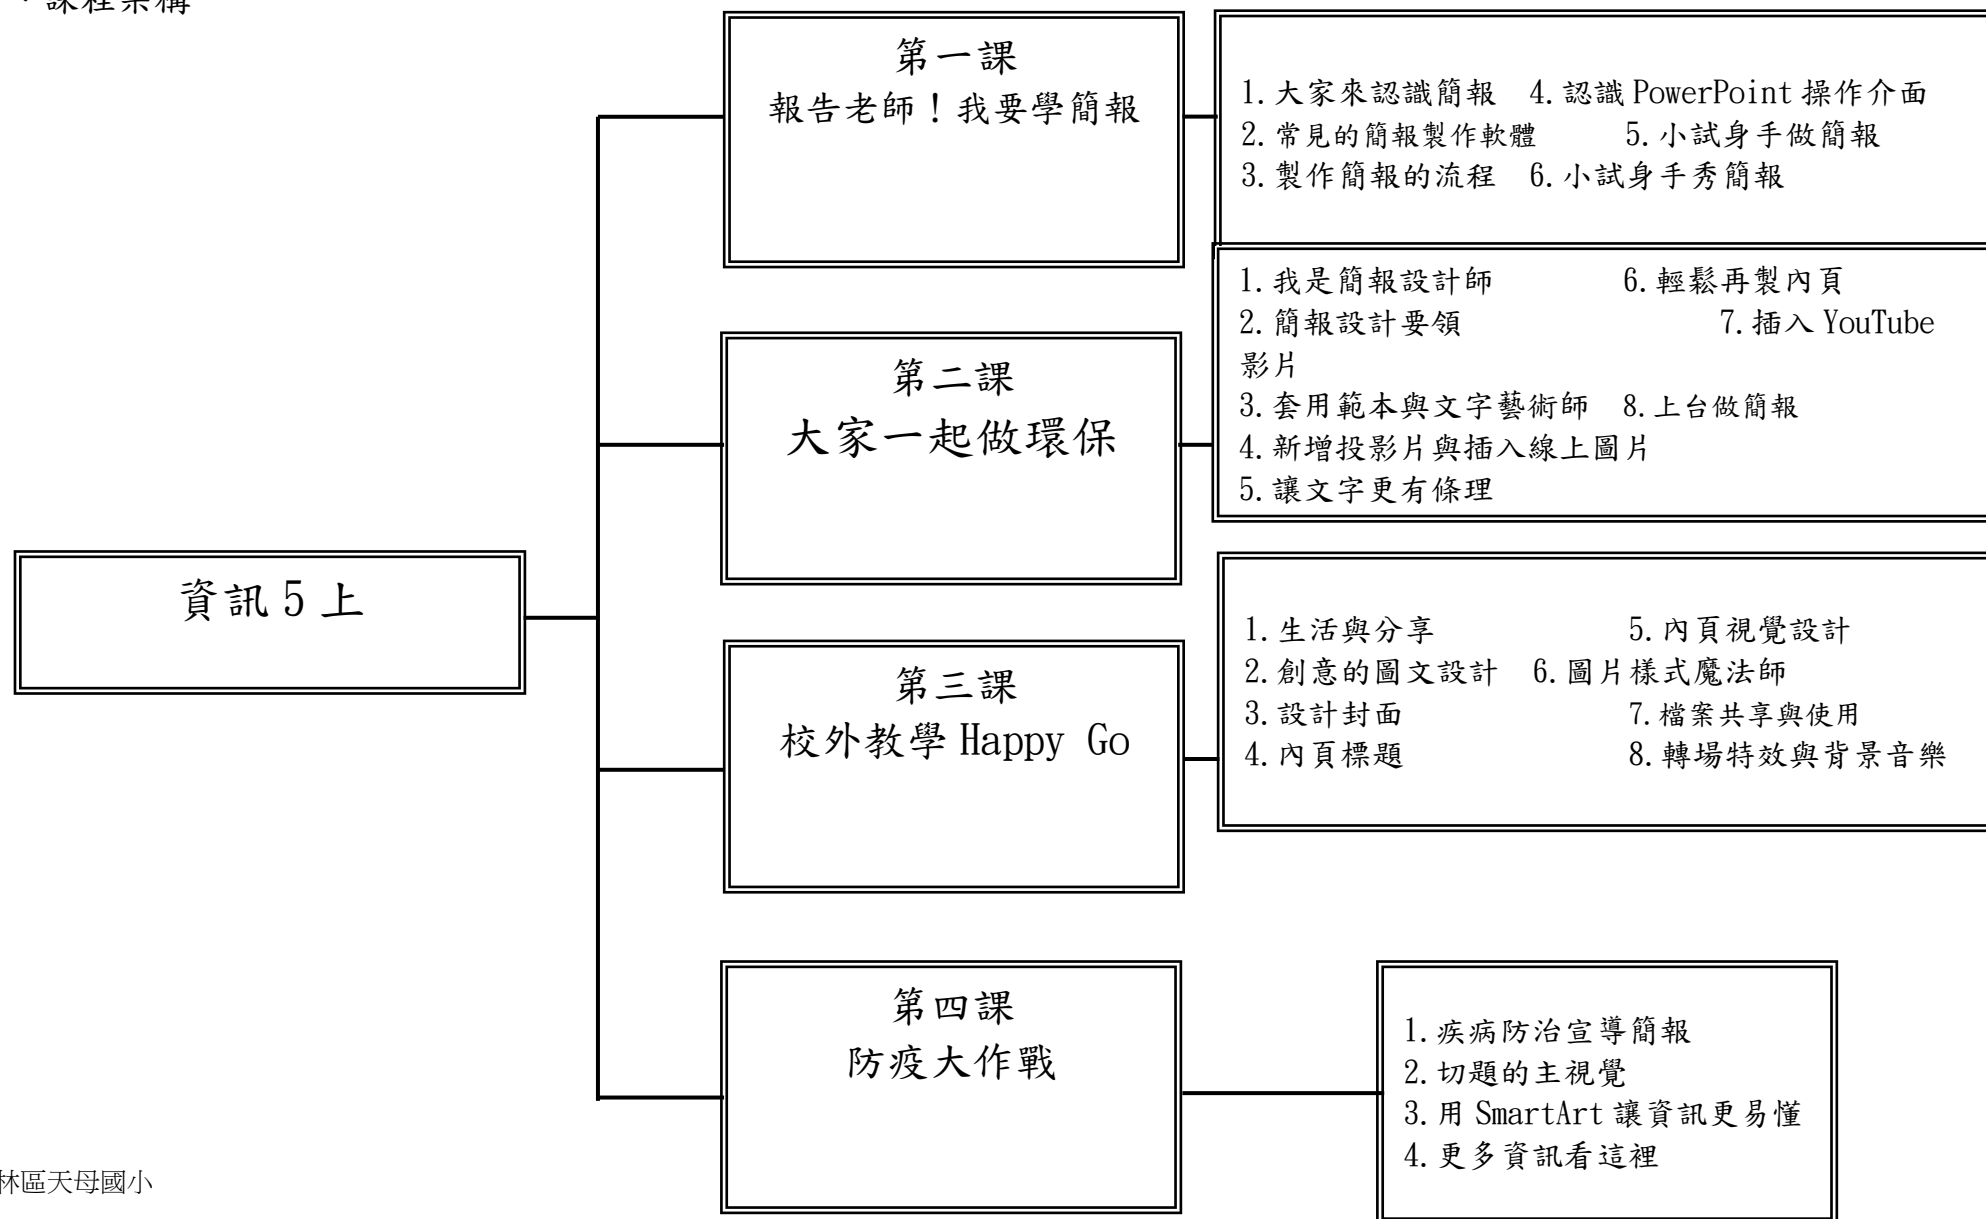 課程架構
資訊 5 上
第一課
報告老師！我要學簡報
1.大家來認識簡報 4.認識 PowerPoint 操作介面
2.常見的簡報製作軟體 5.小試身手做簡報
3.製作簡報的流程 6.小試身手秀簡報
第二課
大家一起做環保
1.我是簡報設計師 6.輕鬆再製內頁
2.簡報設計要領 7.插入 YouTube
影片
3.套用範本與文字藝術師 8.上台做簡報
4.新增投影片與插入線上圖片
5.讓文字更有條理
第三課
校外教學 Happy Go
1.生活與分享 5.內頁視覺設計
2.創意的圖文設計 6.圖片樣式魔法師
3.設計封面 7.檔案共享與使用
4.內頁標題 8.轉場特效與背景音樂
第四課
防疫大作戰
1.疾病防治宣導簡報
2.切題的主視覺
3.用 SmartArt 讓資訊更易懂
4.更多資訊看這裡
林區天母國小